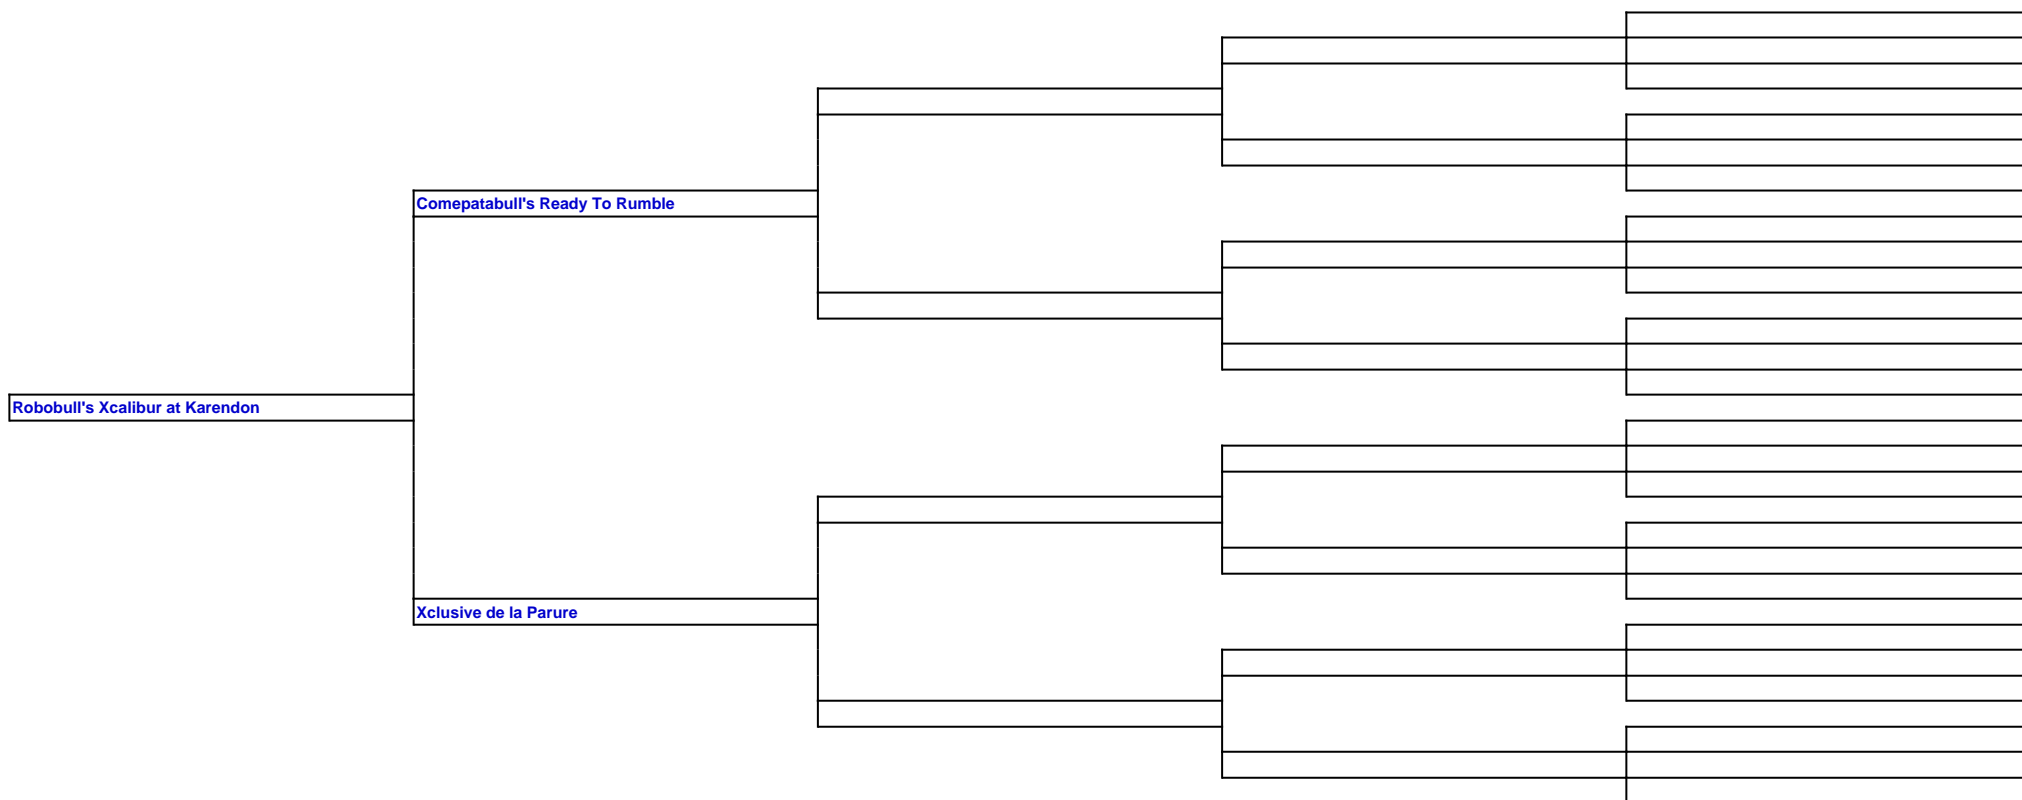 Comepatabull's Ready To Rumble
Robobull's Xcalibur at Karendon
Xclusive de la Parure